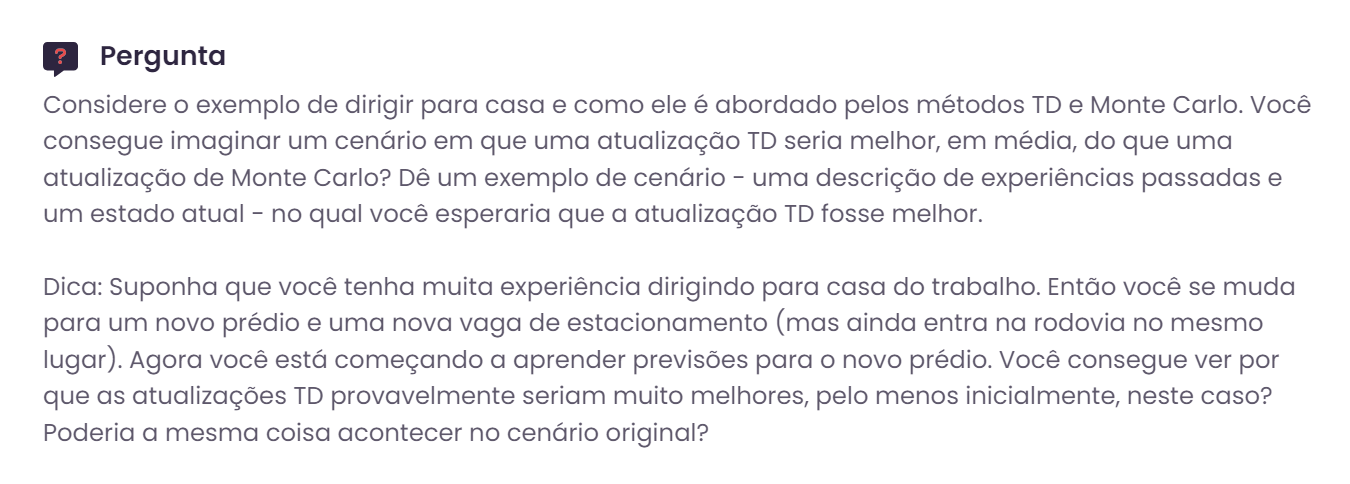 Pergunta
Considere o exemplo de dirigir para casa e como ele é abordado pelos métodos TD e Monte Carlo. Você
consegue imaginar um cenário em que uma atualização TD seria melhor, em média, do que uma
atualização de Monte Carlo? Dê um exemplo de cenário - uma descrição de experiências passadas e
um estado atual - no qual você esperaria que a atualização TD fosse melhor.
Dica: Suponha que você tenha muita experiência dirigindo para casa do trabalho. Então você se muda
para um novo prédio e uma nova vaga de estacionamento (mas ainda entra na rodovia no mesmo
lugar). Agora você está começando a aprender previsões para o novo prédio. Você consegue ver por
que as atualizações TD provavelmente seriam muito melhores, pelo menos inicialmente, neste caso?
Poderia a mesma coisa acontecer no cenário original?